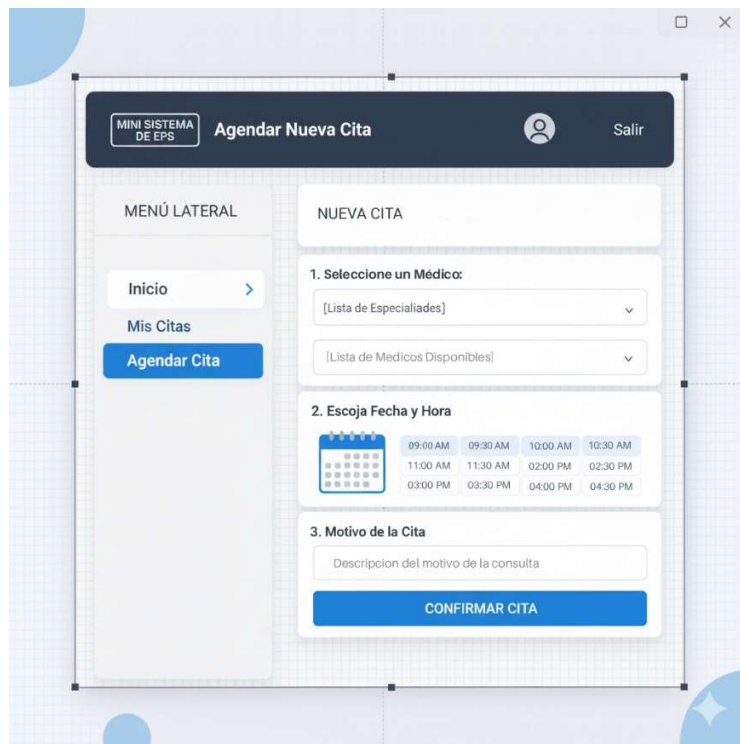 MINI SISTEMA
DE EPS
Agendar Nueva Cita
Salir
MENÚ LATERAL
Inicio
Mis Citas
Agendar Cita
NUEVA CITA
1. Seleccione un Médico:
[Lista de Especialiades]
[Lista de Medicos Disponibles]
2. Escoja Fecha y Hora
09:00 AM 09:30 AM 10:00 AM 10:30 AM
11:00 AM 11:30 AM 02:00 PM 02:30 PM
03:00 PM 03:30 PM 04:00 PM 04:30 PM
3. Motivo de la Cita
Descripcion del motivo de la consulta
CONFIRMAR CITA